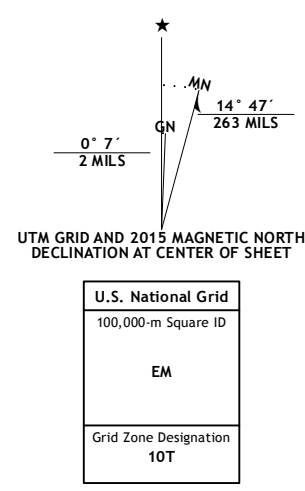 ★
MN
GN
14° 47´
263 MILS
0° 7´
2 MILS
UTM GRID AND 2015 MAGNETIC NORTH
DECLINATION AT CENTER OF SHEET
U.S. National Grid
100,000-m Square ID
EM
Grid Zone Designation
10T